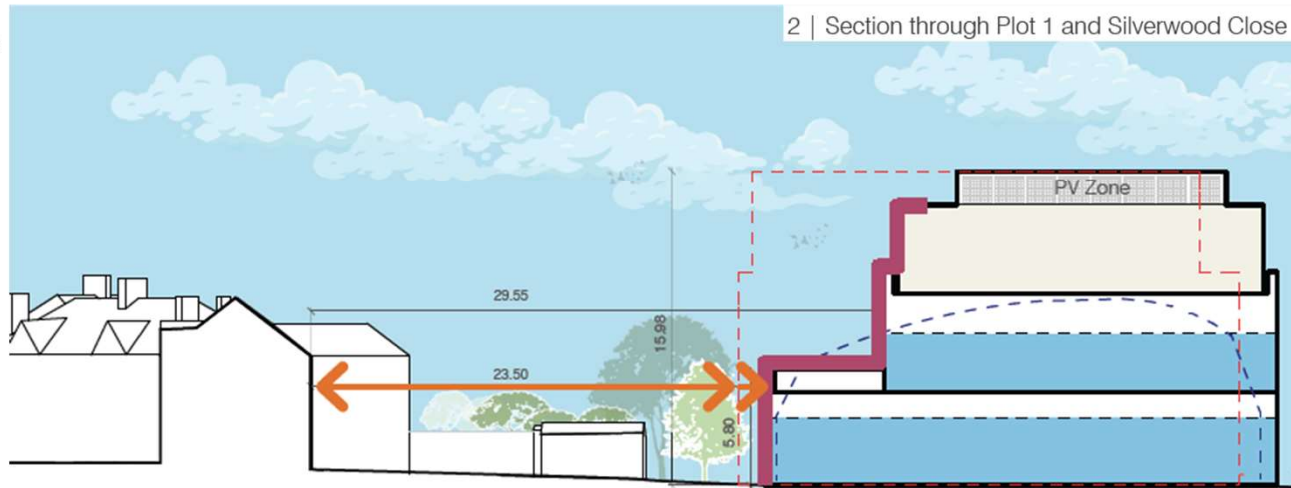 2 | Section through Plot 1 and Silverwood Close
PV Zone
29.55
15.98
23.50
5.80